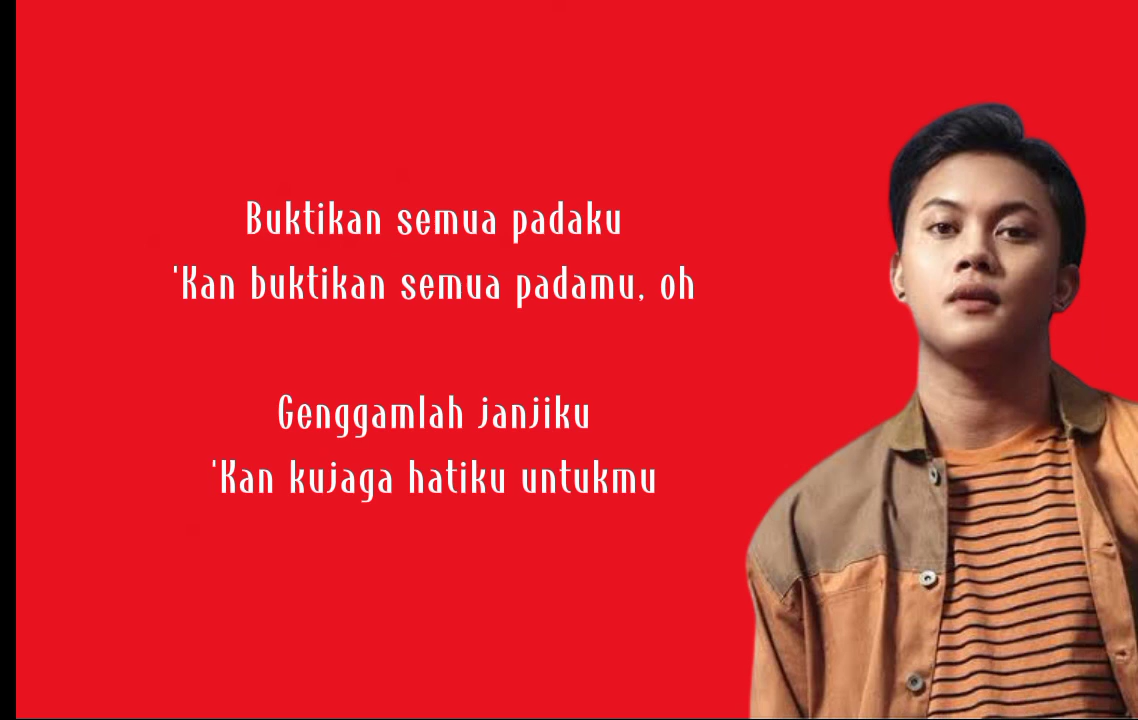 Buktikan semua padaku
'Kan buktikan semua padamu, oh
Genggamlah janjiku
'Kan kujaga hatiku untukmu